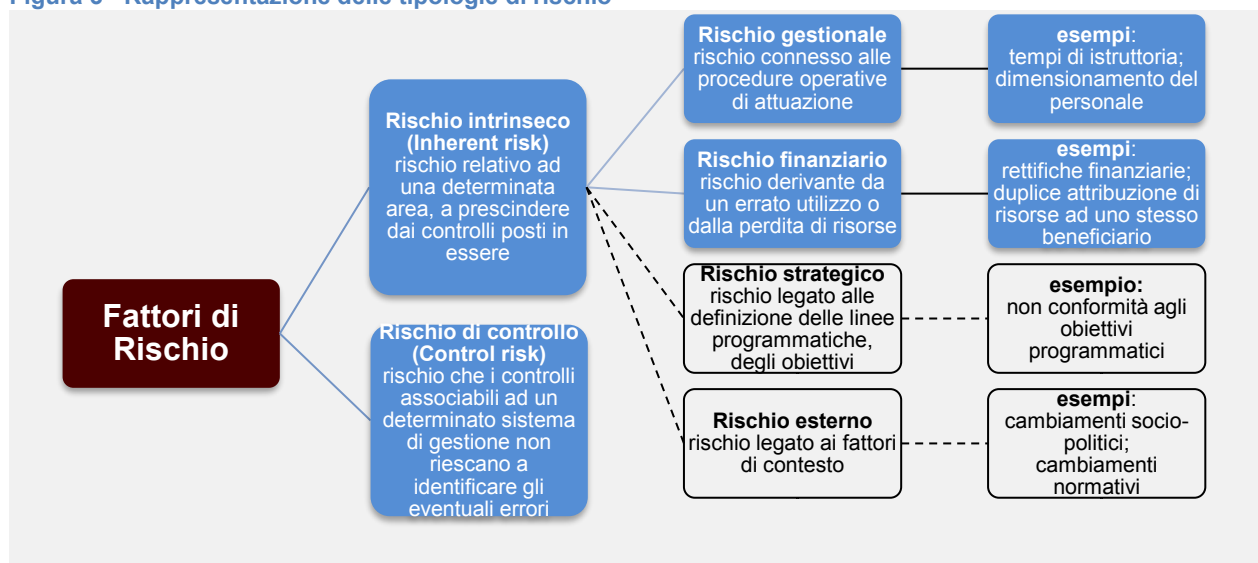 Fattori di
Rischio
Rischio intrinseco
(Inherent risk)
rischio relativo ad
una determinata
area, a prescindere
dai controlli posti in
essere
Rischio di controllo
(Control risk)
rischio che i controlli
associabili ad un
determinato sistema
di gestione non
riescano a
identificare gli
eventuali errori
Rischio gestionale
rischio connesso alle
procedure operative
di attuazione
esempi:
tempi di istruttoria;
dimensionamento del
personale
Rischio finanziario
rischio derivante da
un errato utilizzo o
dalla perdita di risorse
esempi:
rettifiche finanziarie;
duplice attribuzione di
risorse ad uno stesso
beneficiario
Rischio strategico
rischio legato alle
definizione delle linee
programmatiche,
degli obiettivi
esempio:
non conformità agli
obiettivi
programmatici
Rischio esterno
rischio legato ai fattori
di contesto
esempi:
cambiamenti socio-
politici;
cambiamenti
normativi